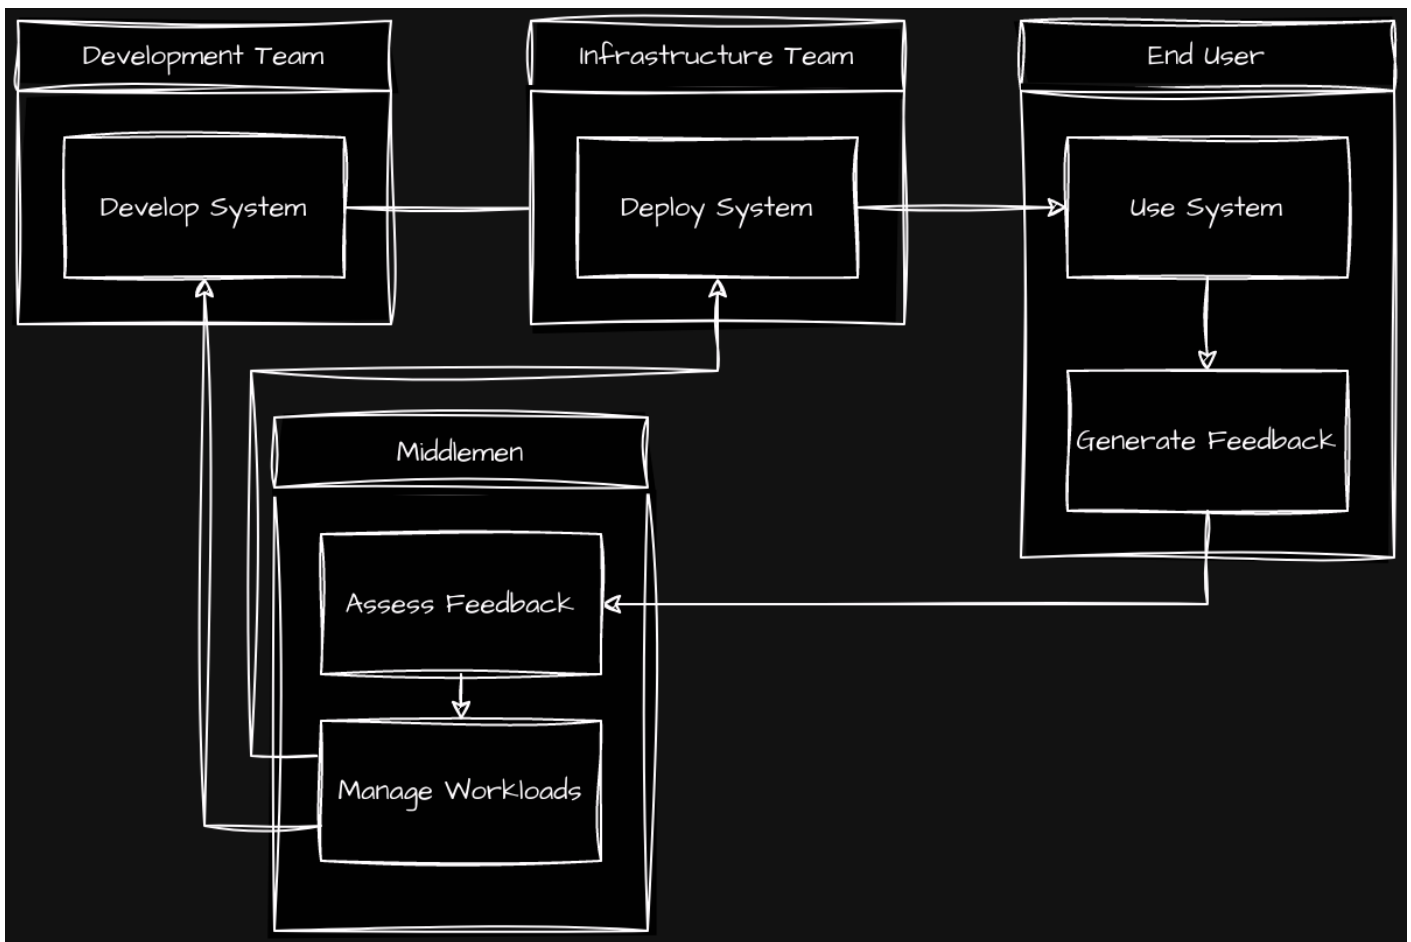 Development Team
Infrastructure Team
End User
Develop System
Deploy System
Use System
Generate Feedback
Middlemen
Assess Feedback
Manage Workloads